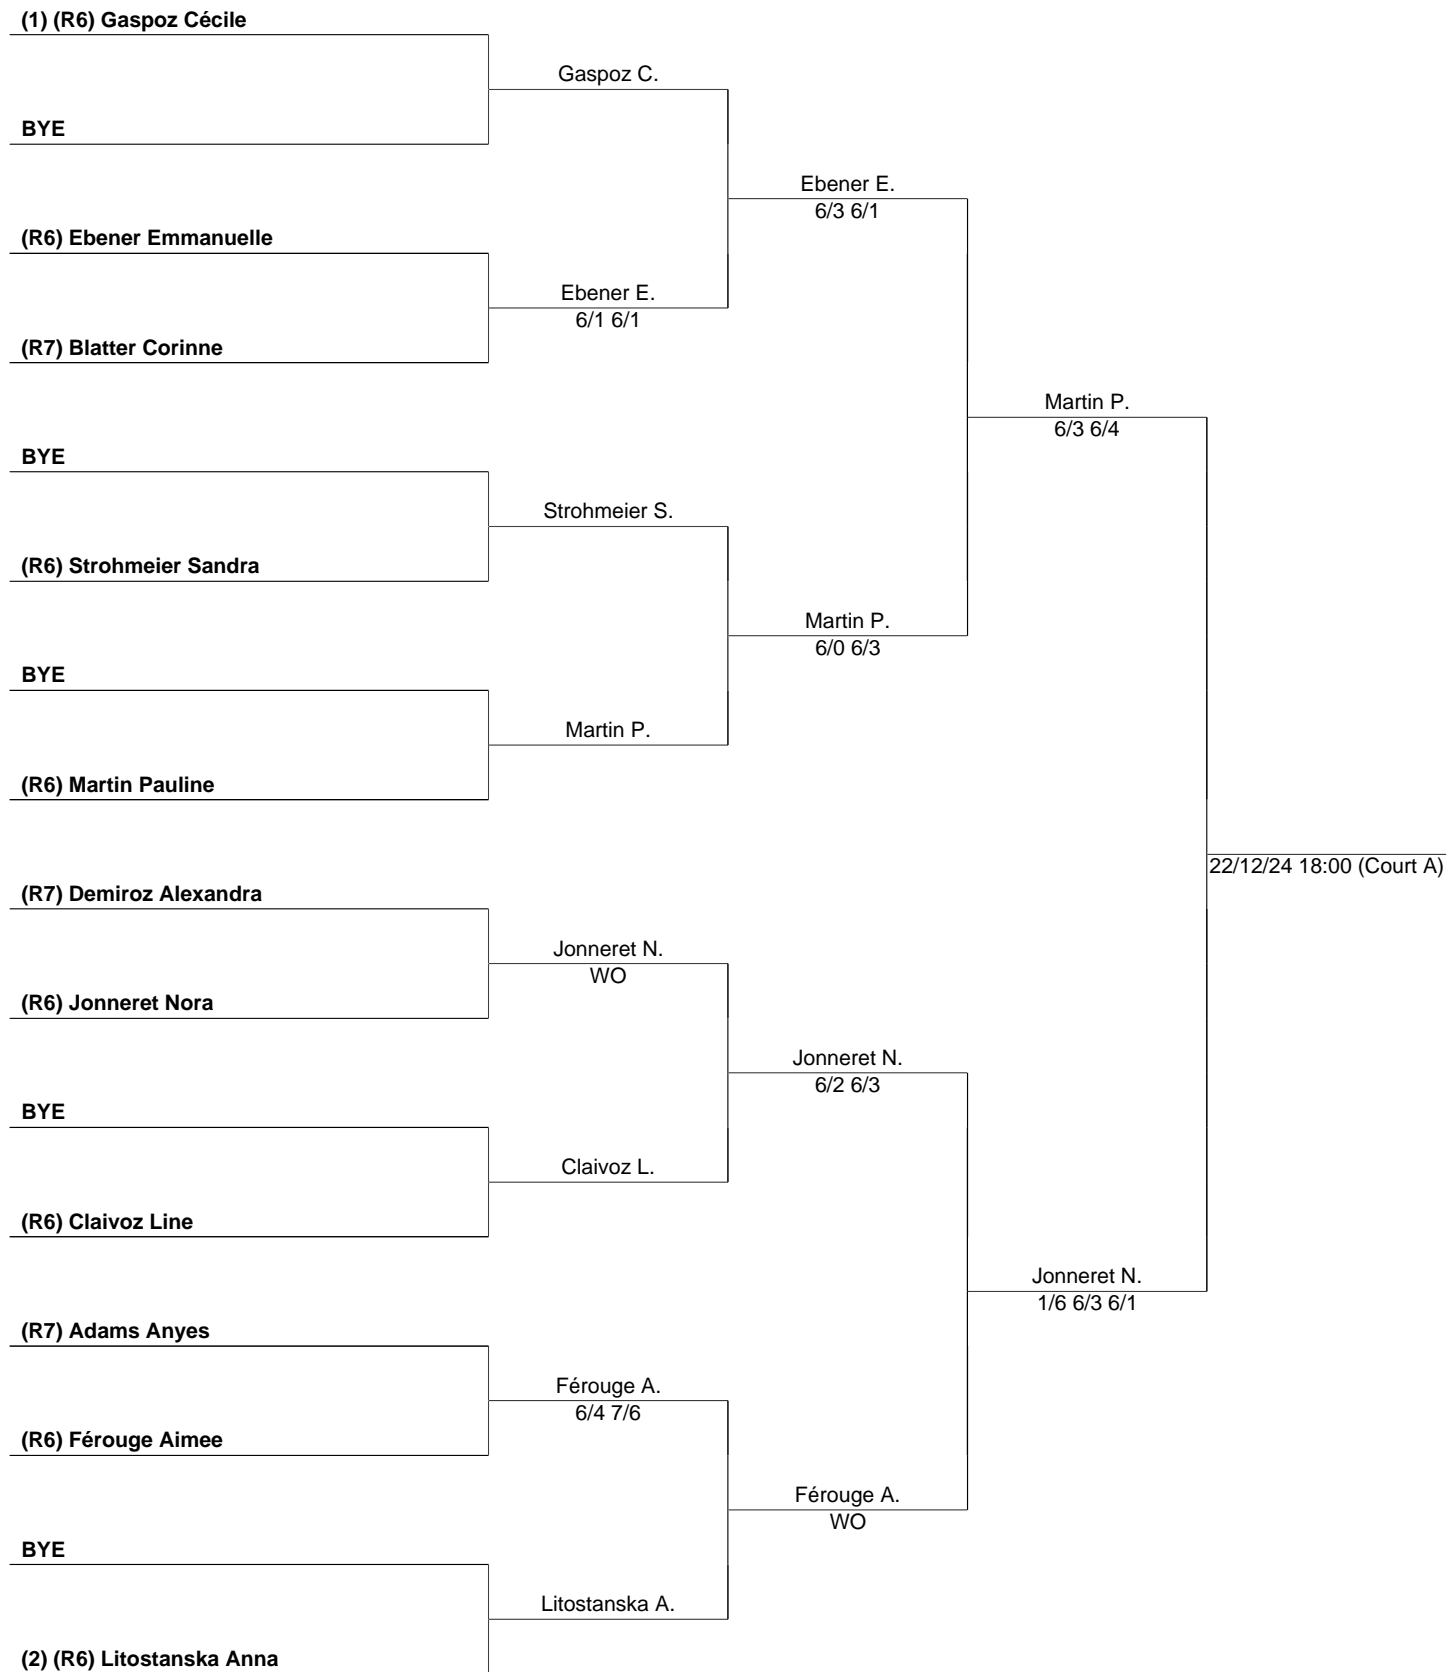 (1) (R6) Gaspoz Cécile
Gaspoz C.
BYE
Ebener E.
6/3 6/1
(R6) Ebener Emmanuelle
Ebener E.
6/1 6/1
(R7) Blatter Corinne
Martin P.
6/3 6/4
BYE
Strohmeier S.
(R6) Strohmeier Sandra
Martin P.
6/0 6/3
BYE
Martin P.
(R6) Martin Pauline
22/12/24 18:00 (Court A)
(R7) Demiroz Alexandra
Jonneret N.
WO
(R6) Jonneret Nora
Jonneret N.
6/2 6/3
BYE
Claivoz L.
(R6) Claivoz Line
Jonneret N.
1/6 6/3 6/1
(R7) Adams Anyes
Férouge A.
6/4 7/6
(R6) Férouge Aimee
Férouge A.
WO
BYE
Litostanska A.
(2) (R6) Litostanska Anna